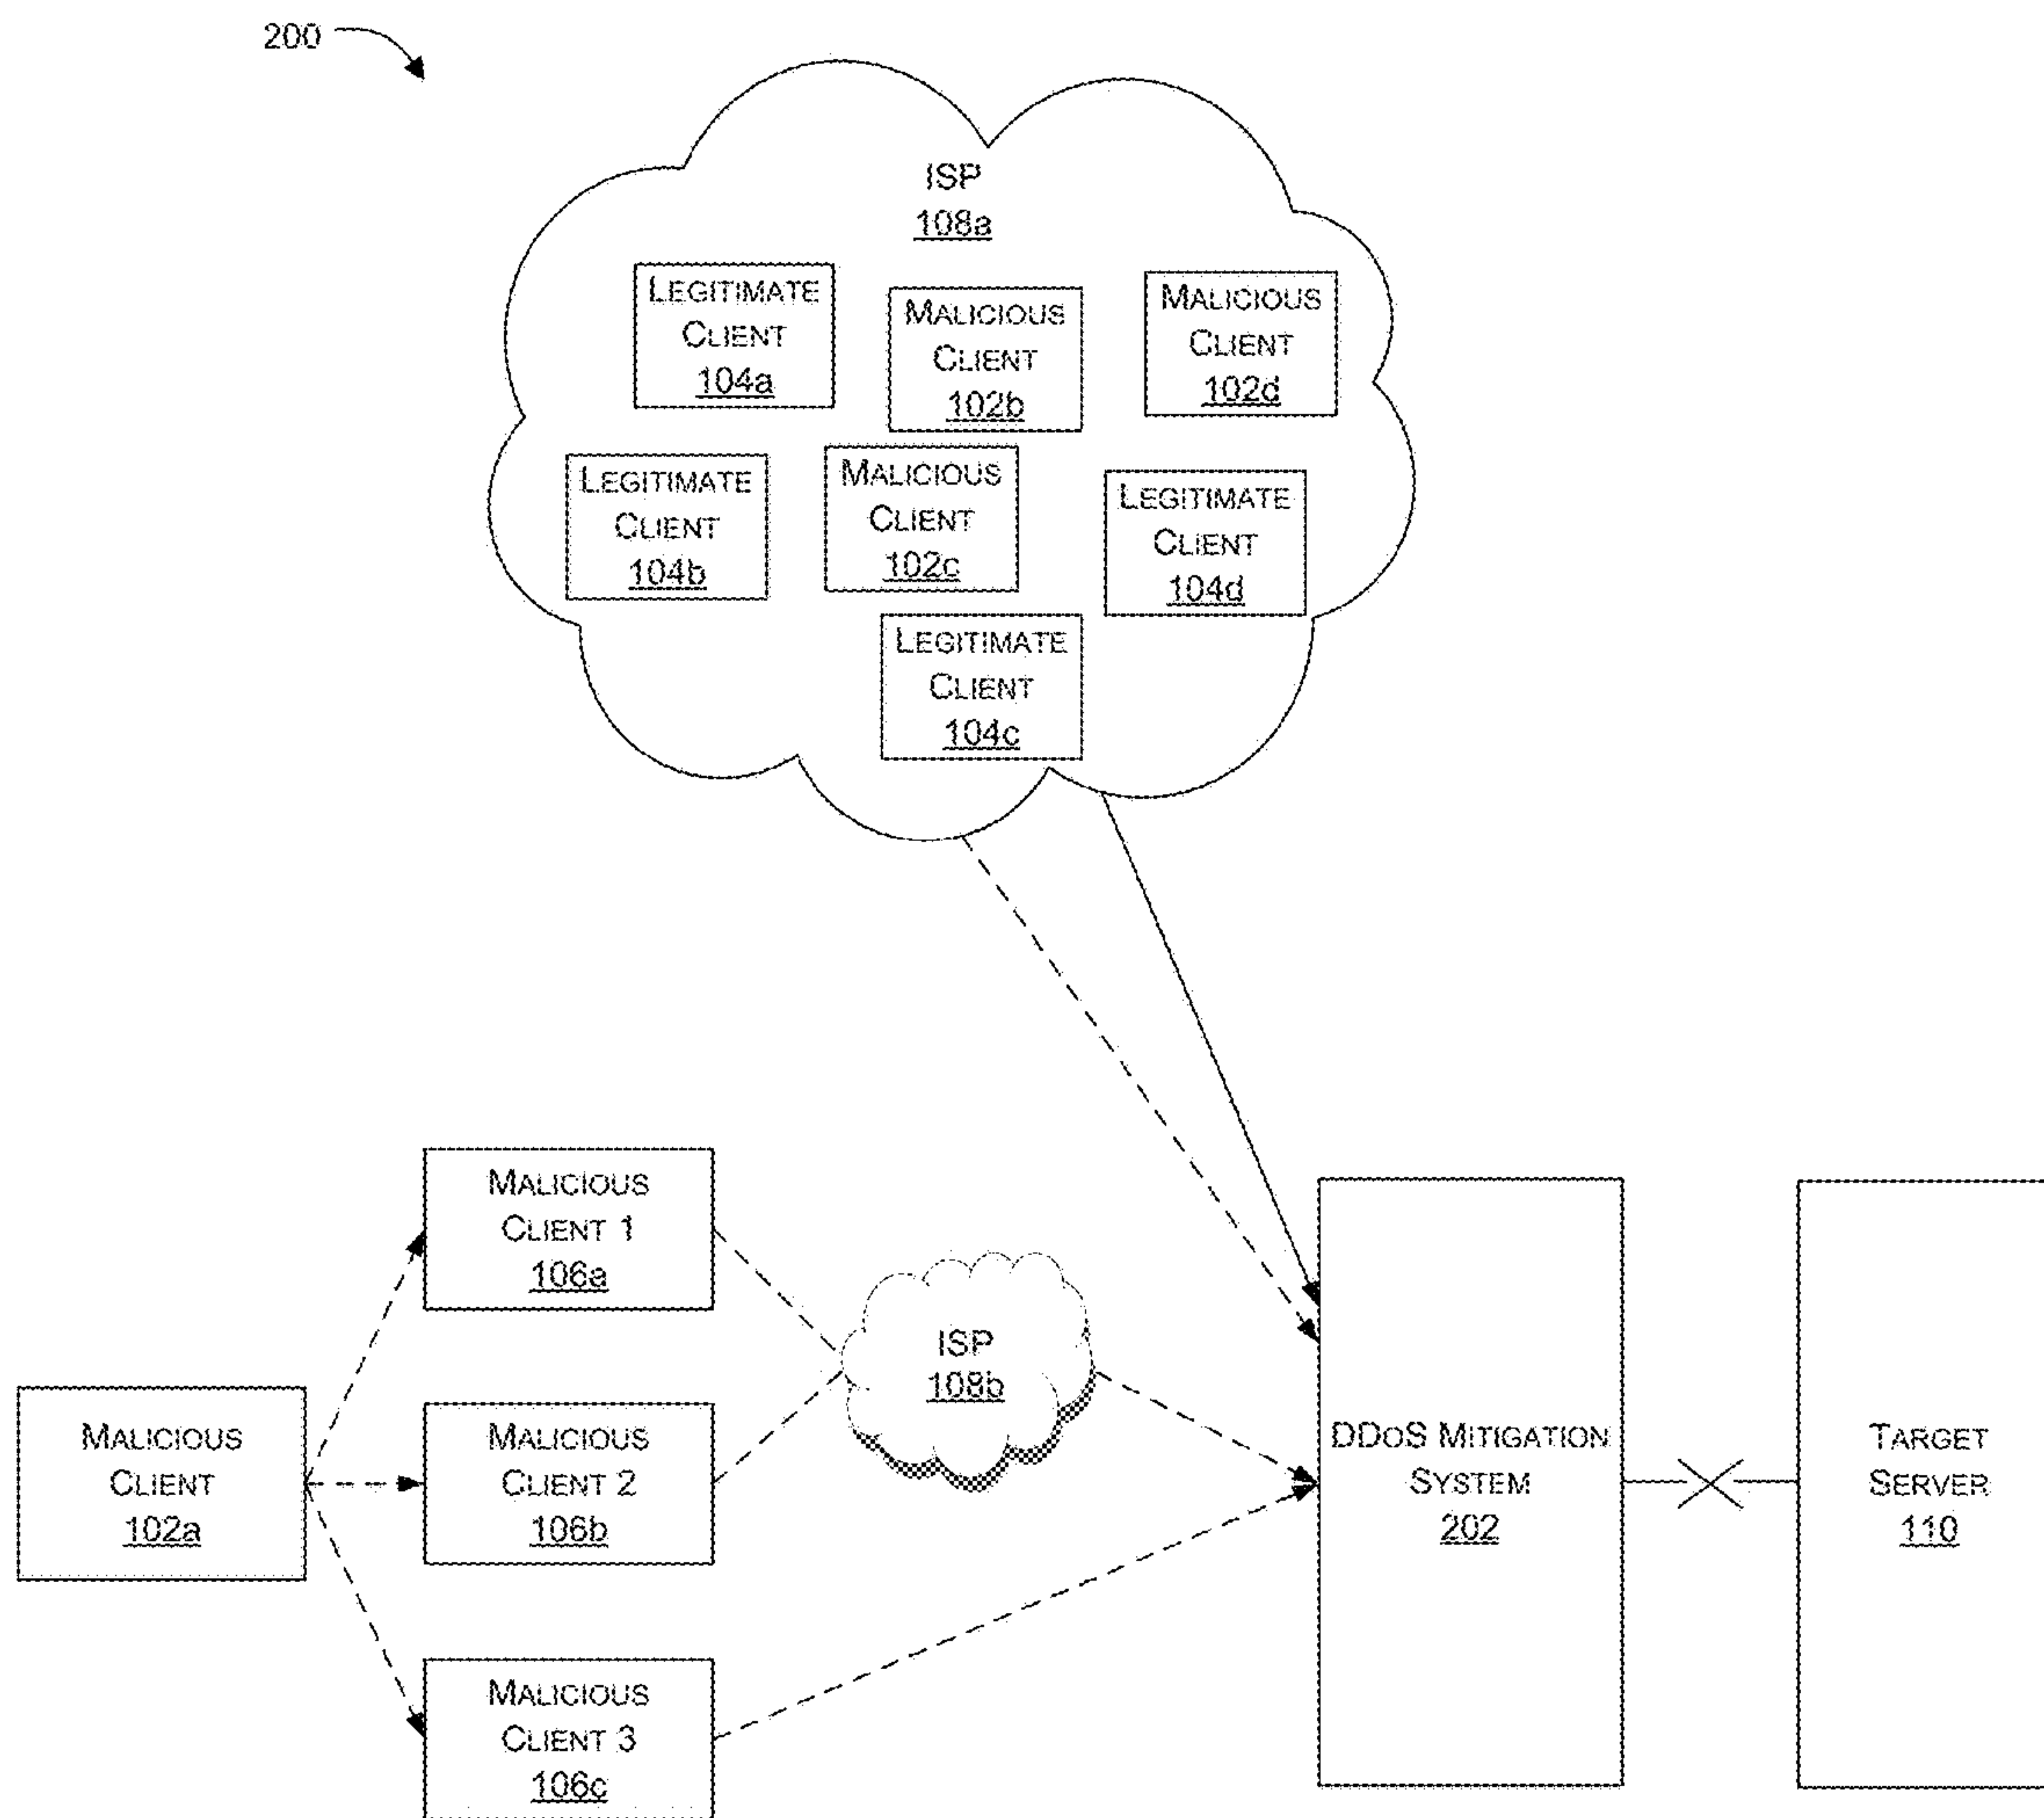 200
ISP
108a
LEGITIMATE
CLIENT
104a
MALICIOUS
CLIENT
102b
MALICIOUS
CLIENT
102d
LEGITIMATE
CLIENT
104b
MALICIOUS
CLIENT
102c
LEGITIMATE
CLIENT
104d
LEGITIMATE
CLIENT
104c
MALICIOUS
CLIENT 1
106a
ISP
108b
MALICIOUS
CLIENT
102a
MALICIOUS
CLIENT 2
106b
DDOS MITIGATION
SYSTEM
202
TARGET
SERVER
110
MALICIOUS
CLIENT 3
106c